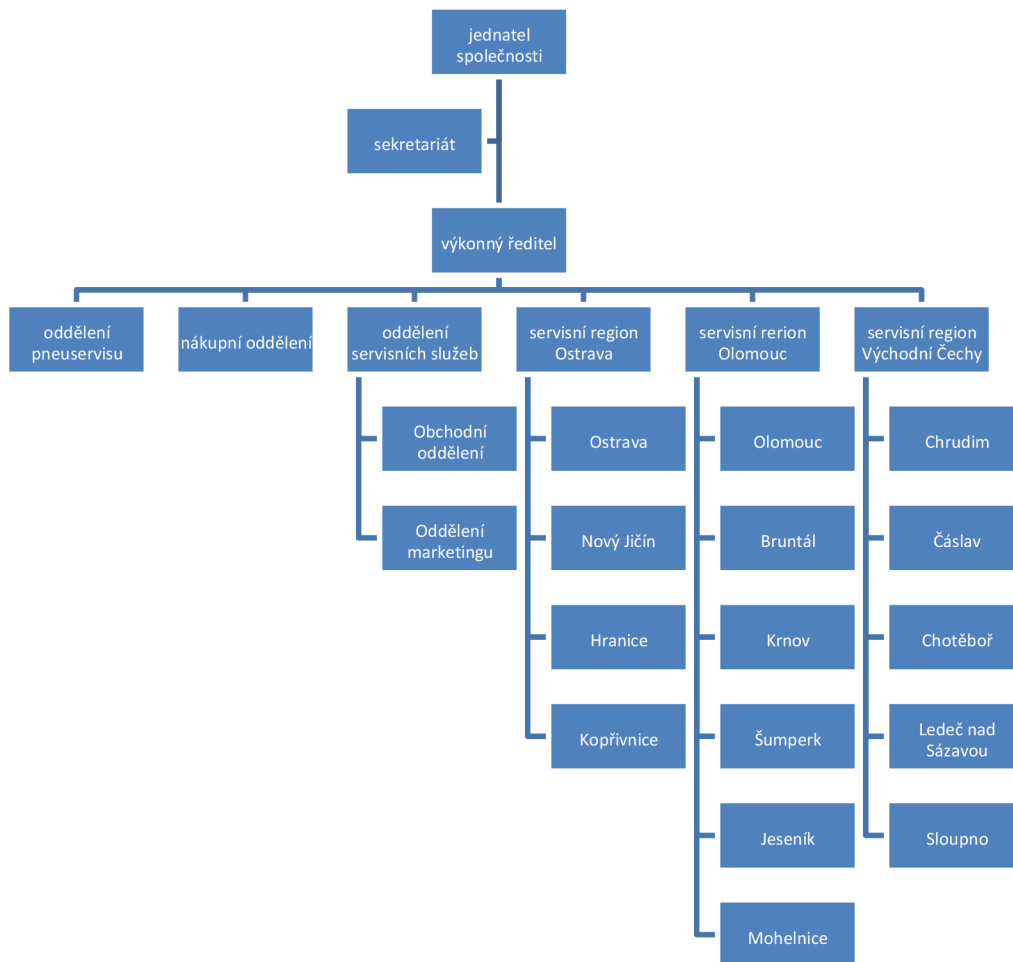 jednatel
společnosti
sekretariát
výkonný ředitel
oddělení
pneuservisu
nákupní oddělení
oddělení
servisních služeb
servisní region
Ostrava
servisní rerion
Olomouc
servisní region
Východní Čechy
Obchodní
oddělení
Oddělení
marketingu
Ostrava
Nový Jičín
Hranice
Kopřivnice
Olomouc
Bruntál
Krnov
Šumperk
Jeseník
Mohelnice
Chrudim
Čáslav
Chotěboř
Ledeč nad
Sázavou
Sloupno